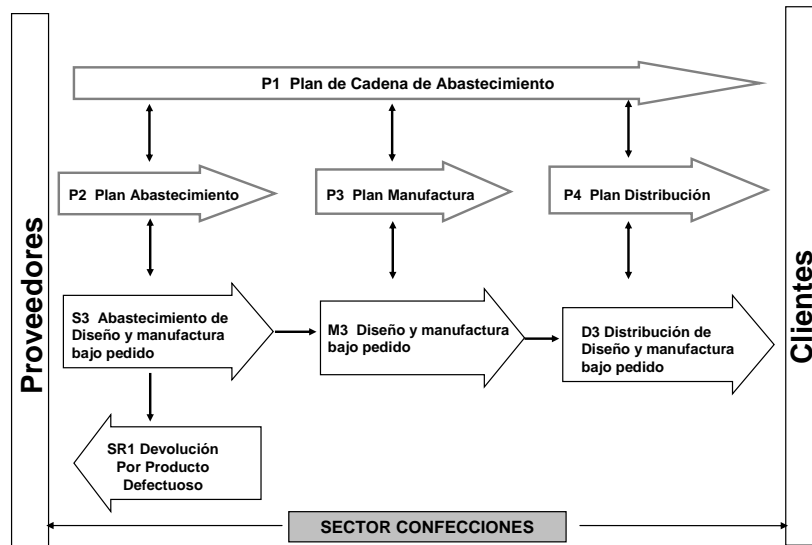 P1 Plan de Cadena de Abastecimiento
P2 Plan Abastecimiento
P3 Plan Manufactura
P4 Plan Distribución
Proveedores
Clientes
S3 Abastecimiento de
Diseño y manufactura
bajo pedido
M3 Diseño y manufactura
bajo pedido
D3 Distribución de
Diseño y manufactura
bajo pedido
SR1 Devolución
Por Producto
Defectuoso
SECTOR CONFECCIONES